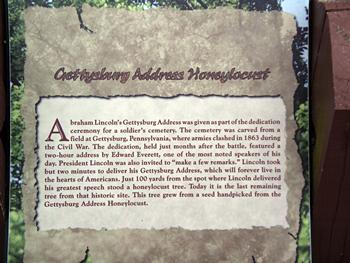 Gettysburg Address Honeylocust
Abraham Lincoln's Gettysburg Address was given as part of the dedication
ceremony for a soldier's cemetery. The cemetery was carved from a
field at Gettysburg, Pennsylvania, where armies clashed in 1863 during
the Civil War. The dedication, held just months after the battle, featured a
two-hour address by Edward Everett, one of the most noted speakers of his
day. President Lincoln was also invited to "make a few remarks." Lincoln took
but two minutes to deliver his Gettysburg Address, which will forever live in
the hearts of Americans. Just 100 yards from the spot where Lincoln delivered
his greatest speech stood a honeylocust tree. Today it is the last remaining
tree from that historic site. This tree grew from a seed handpicked from the
Gettysburg Address Honeylocust.